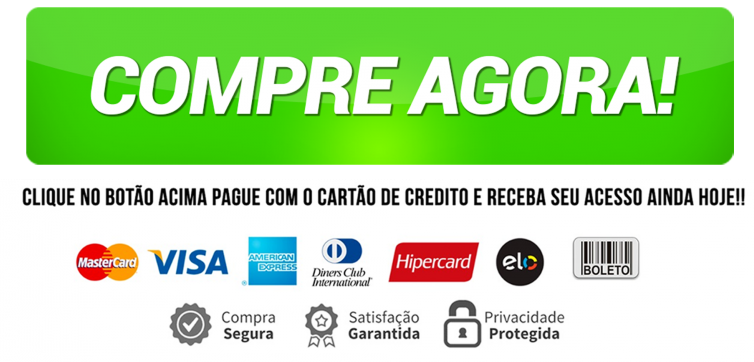 COMPRE AGORA!
CLIQUE NO BOTÃO ACIMA PAGUE COM O CARTÃO DE CREDITO E RECEBA SEU ACESSO AINDA HOJE!!
MasterCard VISA AMERICAN EXPRESS Diners Club International Hipercard elo BOLETO
Compra Satisfação Privacidade
Segura Garantida Protegida